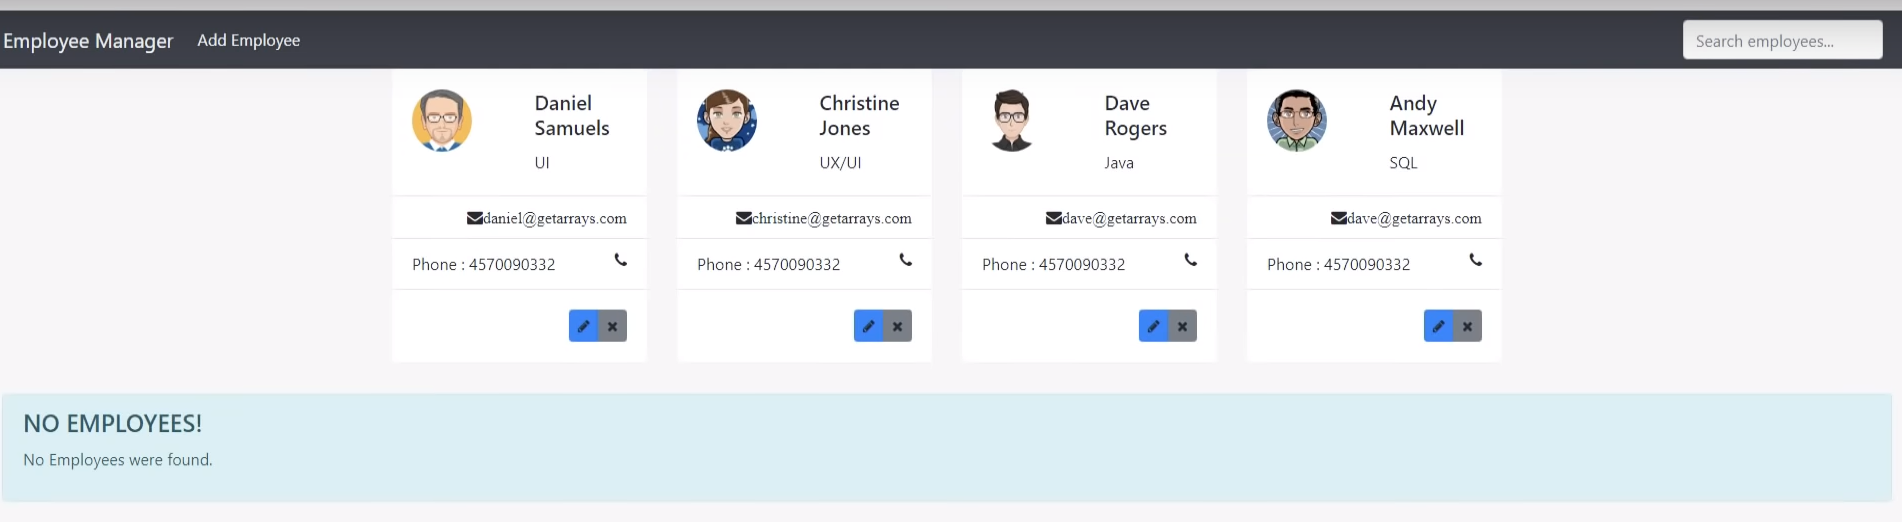 Employee Manager Add Employee Search employees...
Daniel Samuels
UI
daniel@getarrays.com
Phone : 4570090332
Christine Jones
UX/UI
christine@getarrays.com
Phone : 4570090332
Dave Rogers
Java
dave@getarrays.com
Phone : 4570090332
Andy Maxwell
SQL
dave@getarrays.com
Phone : 4570090332
NO EMPLOYEES!
No Employees were found.